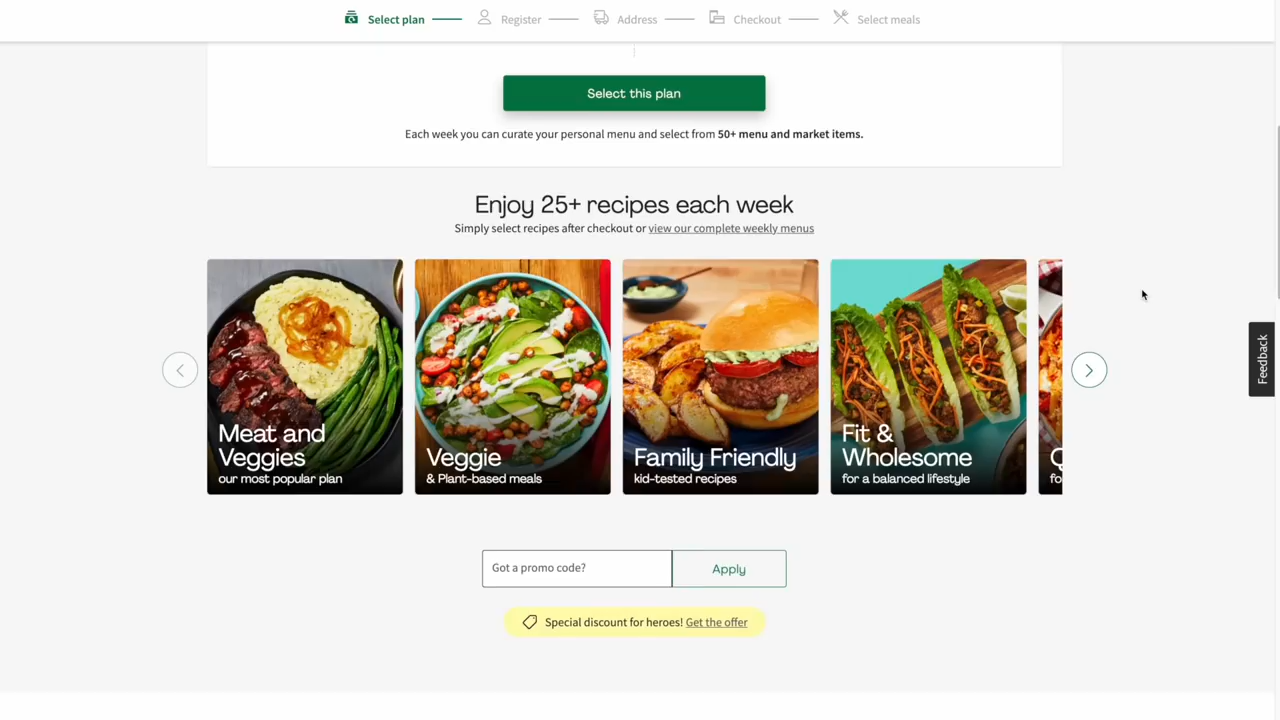 Select plan
Register
Address
Checkout
Select meals
Select this plan
Each week you can curate your personal menu and select from 50+ menu and market items.
Enjoy 25+ recipes each week
Simply select recipes after checkout or view our complete weekly menus
Meat and
Veggies
our most popular plan
Veggie
& Plant-based meals
Family Friendly
kid-tested recipes
Fit &
Wholesome
for a balanced lifestyle
Feedback
Got a promo code?
Apply
Special discount for heroes! Get the offer